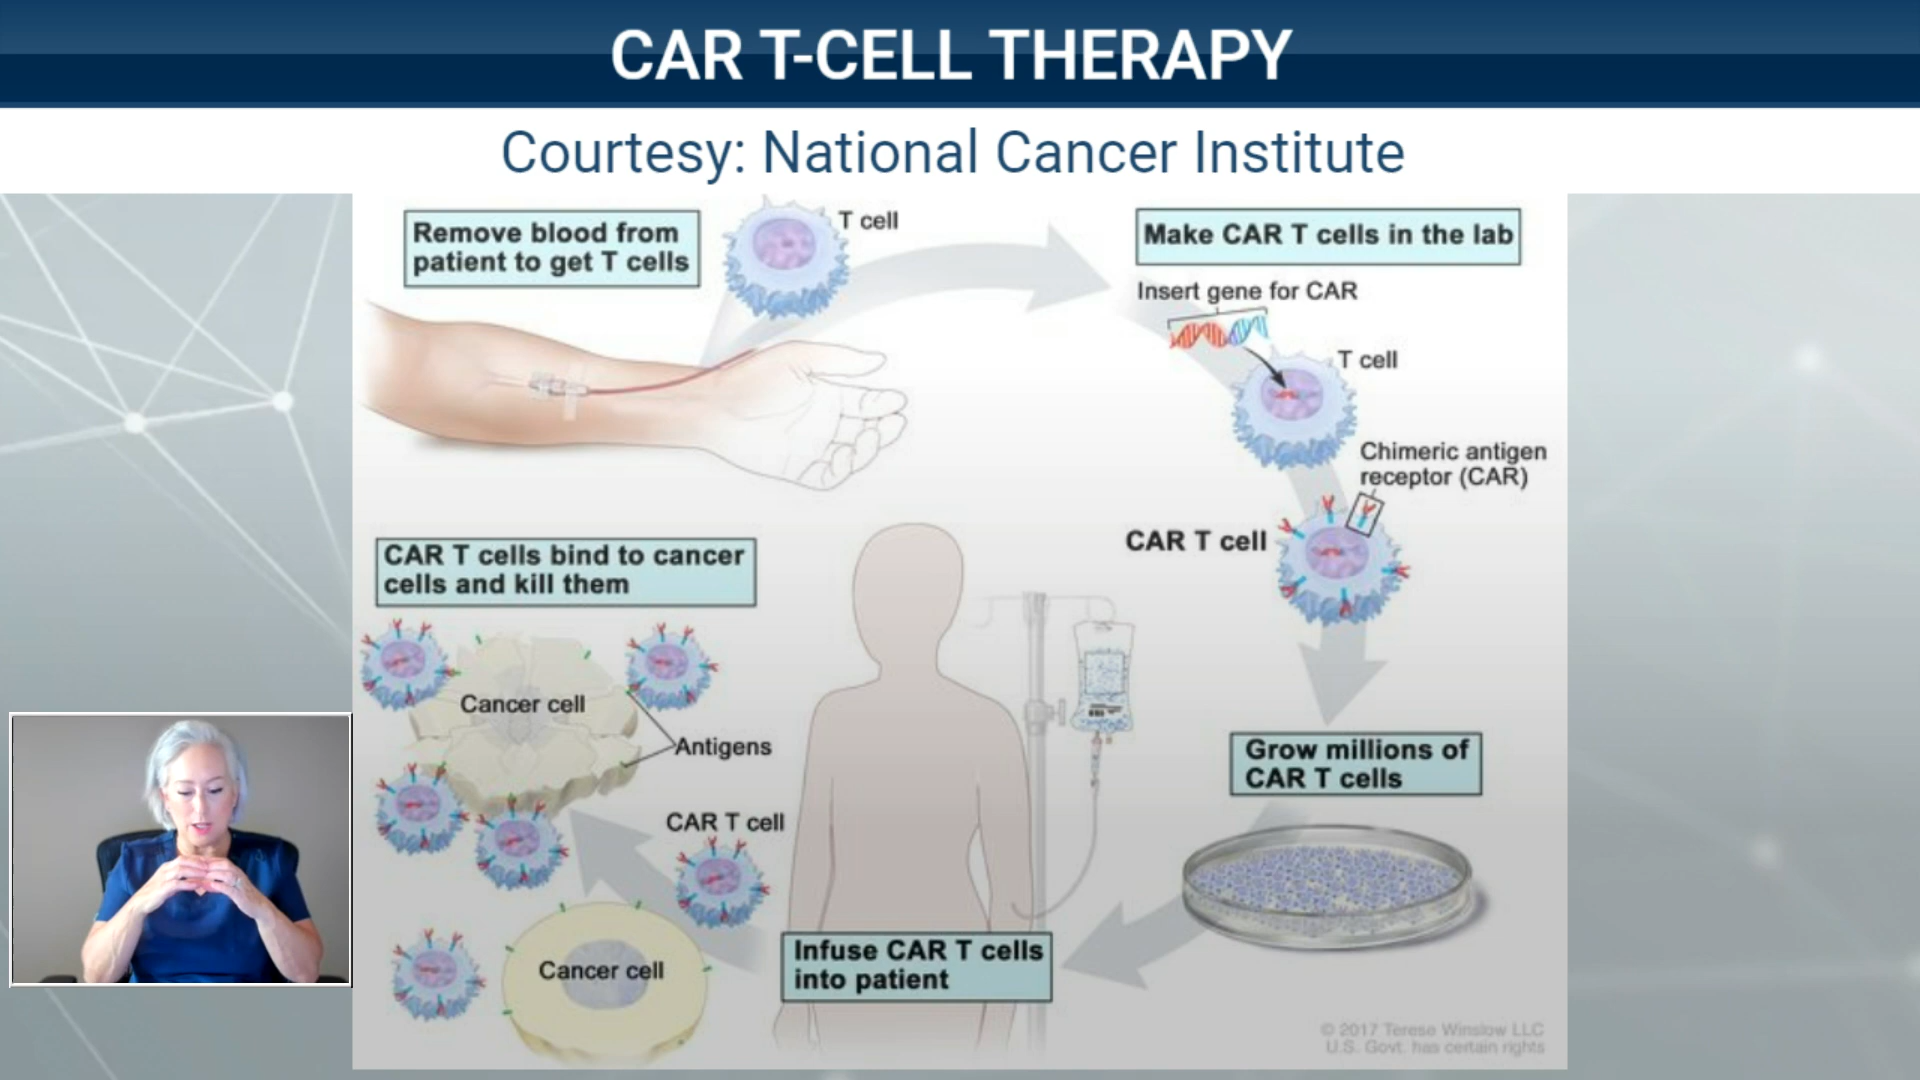 CAR T-CELL THERAPY
Courtesy: National Cancer Institute
Remove blood from
patient to get T cells
T cell
Make CAR T cells in the lab
Insert gene for CAR
T cell
Chimeric antigen
receptor (CAR)
CAR T cell
Grow millions of
CAR T cells
Infuse CAR T cells
into patient
CAR T cells bind to cancer
cells and kill them
Cancer cell
Antigens
CAR T cell
Cancer cell
© 2017 Terese Winslow LLC
U.S. Govt. has certain rights